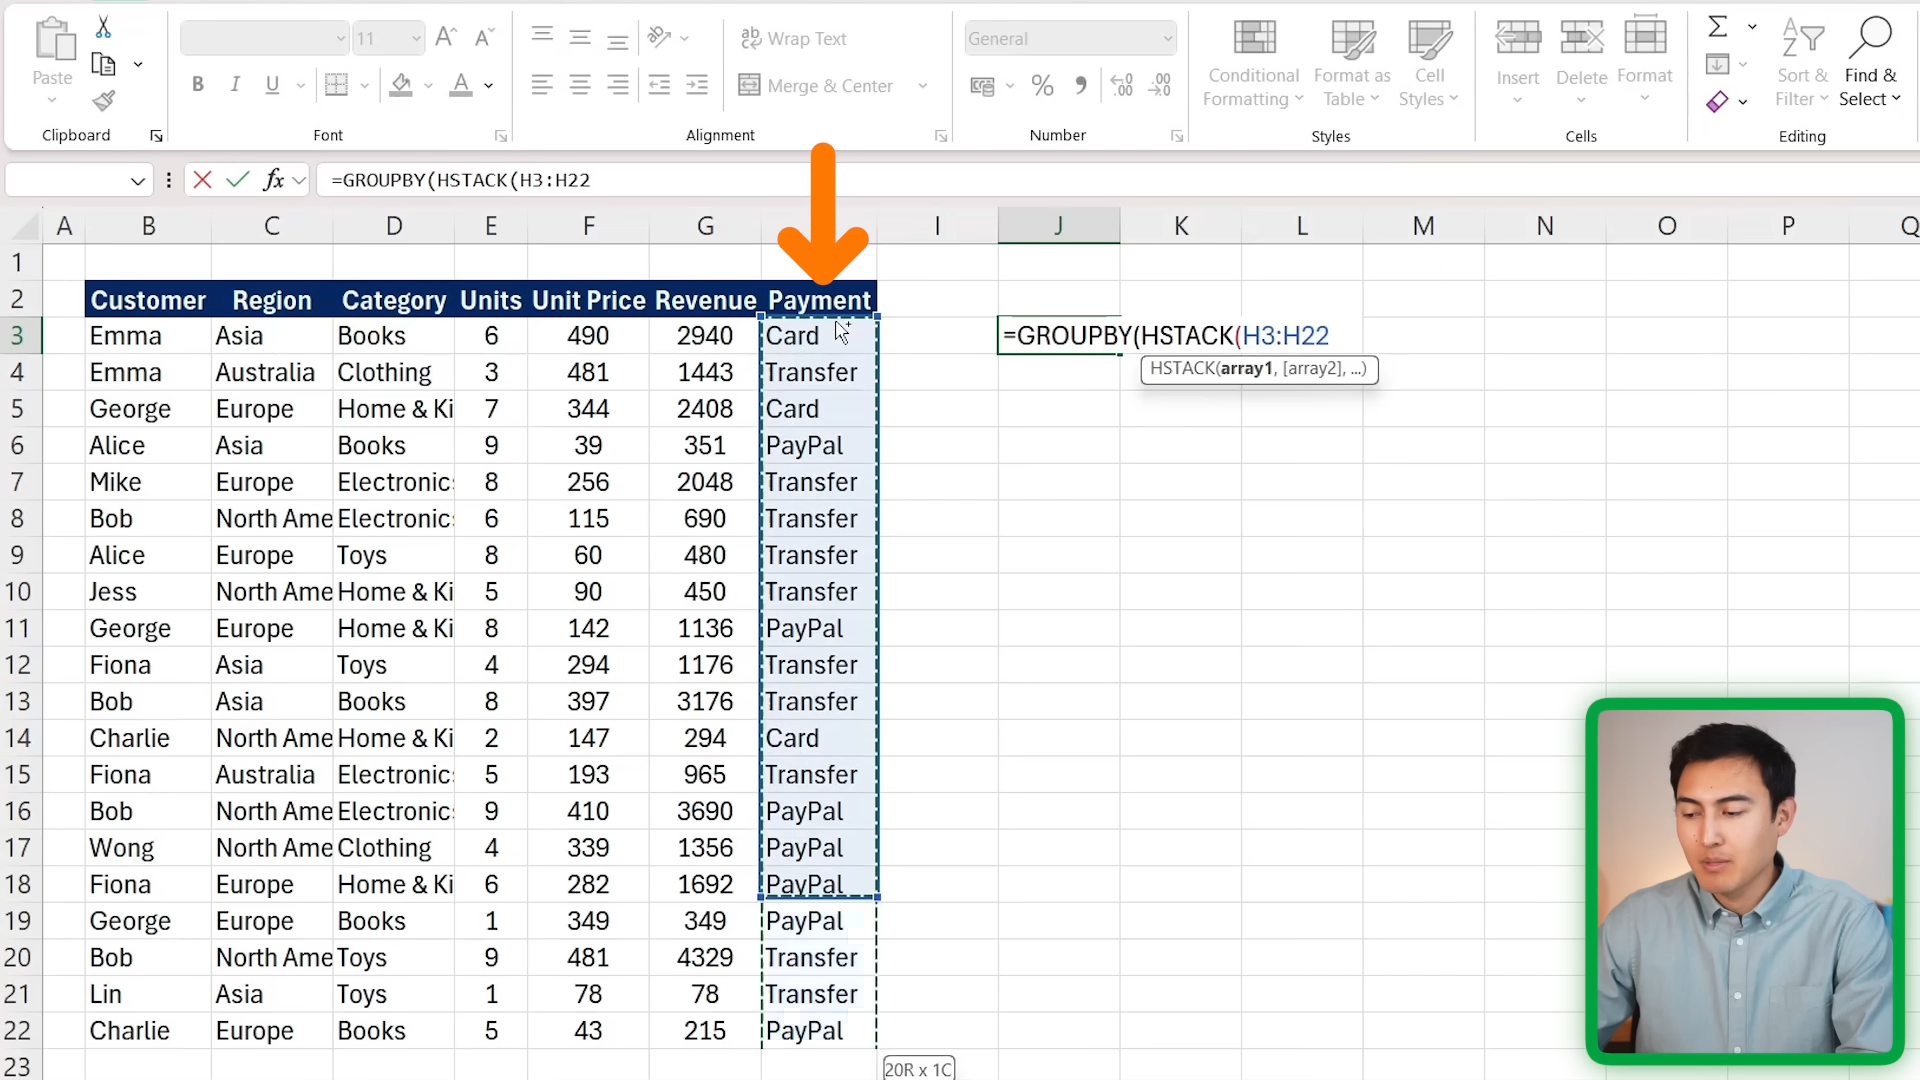 11
General
ab Wrap Text
Paste
B I U
A
Merge & Center
%
Conditional Formatting
Format as Table
Cell Styles
Insert
Delete
Format
Sort & Filter
Find & Select
Clipboard
Font
Alignment
Number
Styles
Cells
Editing
fx =GROUPBY(HSTACK(H3:H22
A B C D E F G I J K L M N O P Q
1
2 Customer Region Category Units Unit Price Revenue Payment
3 Emma Asia Books 6 490 2940 Card =GROUPBY(HSTACK(H3:H22
HSTACK(array1, [array2], ...)
4 Emma Australia Clothing 3 481 1443 Transfer
5 George Europe Home & Ki 7 344 2408 Card
6 Alice Asia Books 9 39 351 PayPal
7 Mike Europe Electronic 8 256 2048 Transfer
8 Bob North Ame Electronic 6 115 690 Transfer
9 Alice Europe Toys 8 60 480 Transfer
10 Jess North Ame Home & Ki 5 90 450 Transfer
11 George Europe Home & Ki 8 142 1136 PayPal
12 Fiona Asia Toys 4 294 1176 Transfer
13 Bob Asia Books 8 397 3176 Transfer
14 Charlie North Ame Home & Ki 2 147 294 Card
15 Fiona Australia Electronic 5 193 965 Transfer
16 Bob North Ame Electronic 9 410 3690 PayPal
17 Wong North Ame Clothing 4 339 1356 PayPal
18 Fiona Europe Home & Ki 6 282 1692 PayPal
19 George Europe Books 1 349 349 PayPal
20 Bob North Ame Toys 9 481 4329 Transfer
21 Lin Asia Toys 1 78 78 Transfer
22 Charlie Europe Books 5 43 215 PayPal
23
20R x 1C